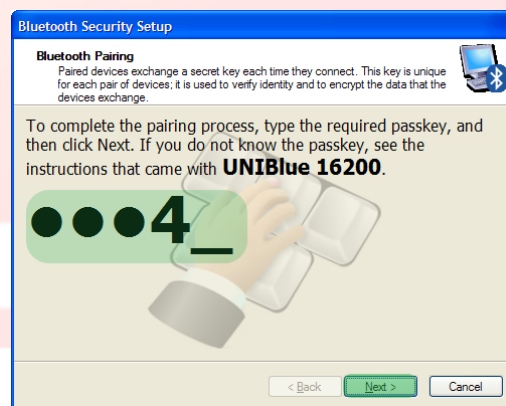 Bluetooth Security Setup
Bluetooth Pairing
Paired devices exchange a secret key each time they connect. This key is unique
for each pair of devices; it is used to verify identity and to encrypt the data that the
devices exchange.
To complete the pairing process, type the required passkey, and
then click Next. If you do not know the passkey, see the
instructions that came with UNIBlue 16200.
●●●4_
< Back
Next >
Cancel